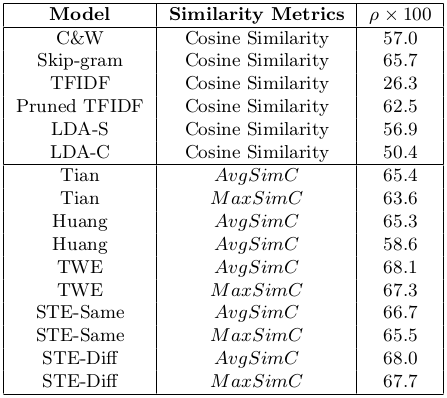 Model Similarity Metrics ρ × 100
C&W Cosine Similarity 57.0
Skip-gram Cosine Similarity 65.7
TFIDF Cosine Similarity 26.3
Pruned TFIDF Cosine Similarity 62.5
LDA-S Cosine Similarity 56.9
LDA-C Cosine Similarity 50.4
Tian AvgSimC 65.4
Tian MaxSimC 63.6
Huang AvgSimC 65.3
Huang AvgSimC 58.6
TWE AvgSimC 68.1
TWE MaxSimC 67.3
STE-Same AvgSimC 66.7
STE-Same MaxSimC 65.5
STE-Diff AvgSimC 68.0
STE-Diff MaxSimC 67.7